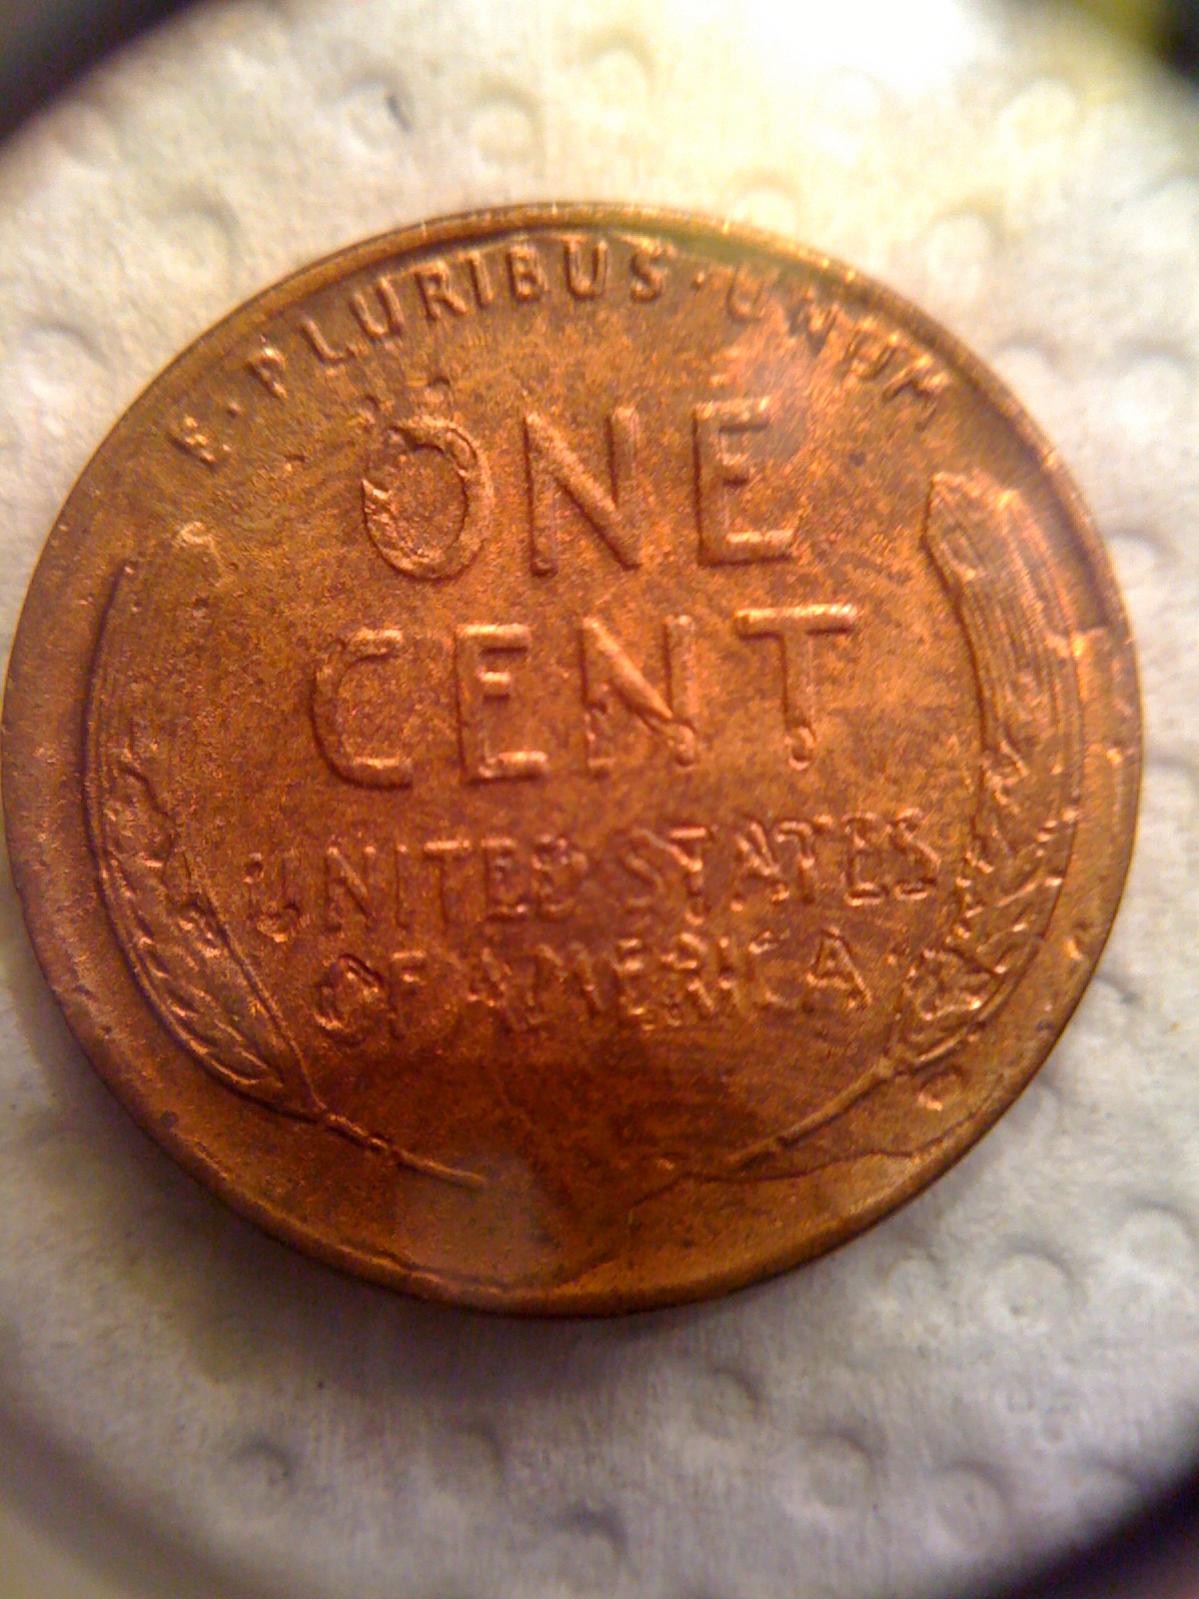 E·PLURIBUS·UNUM
ONE
CENT
UNITED STATES
OF AMERICA